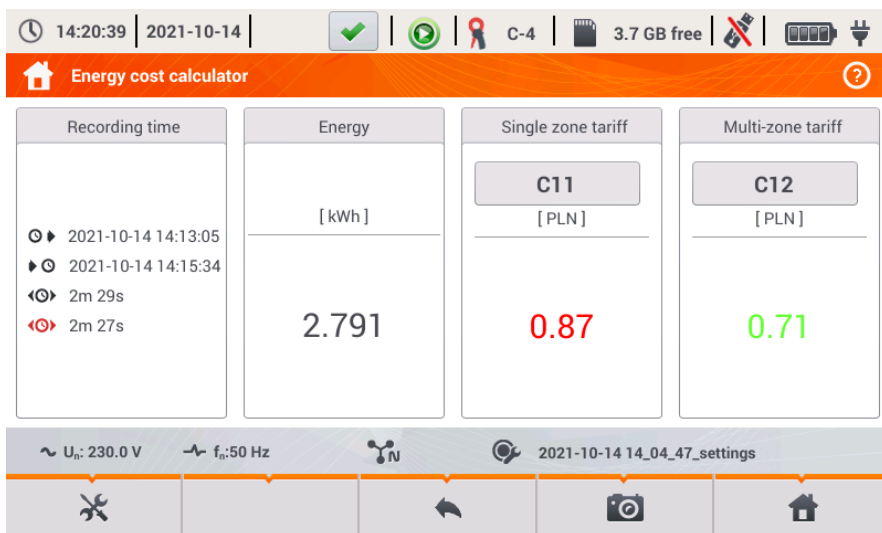 14:20:39 2021-10-14 C-4 3.7 GB free
Energy cost calculator ?
Recording time
2021-10-14 14:13:05
2021-10-14 14:15:34
2m 29s
2m 27s
Energy
[ kWh ]
2.791
Single zone tariff
C11
[ PLN ]
0.87
Multi-zone tariff
C12
[ PLN ]
0.71
Un: 230.0 V fn:50 Hz N 2021-10-14 14_04_47_settings